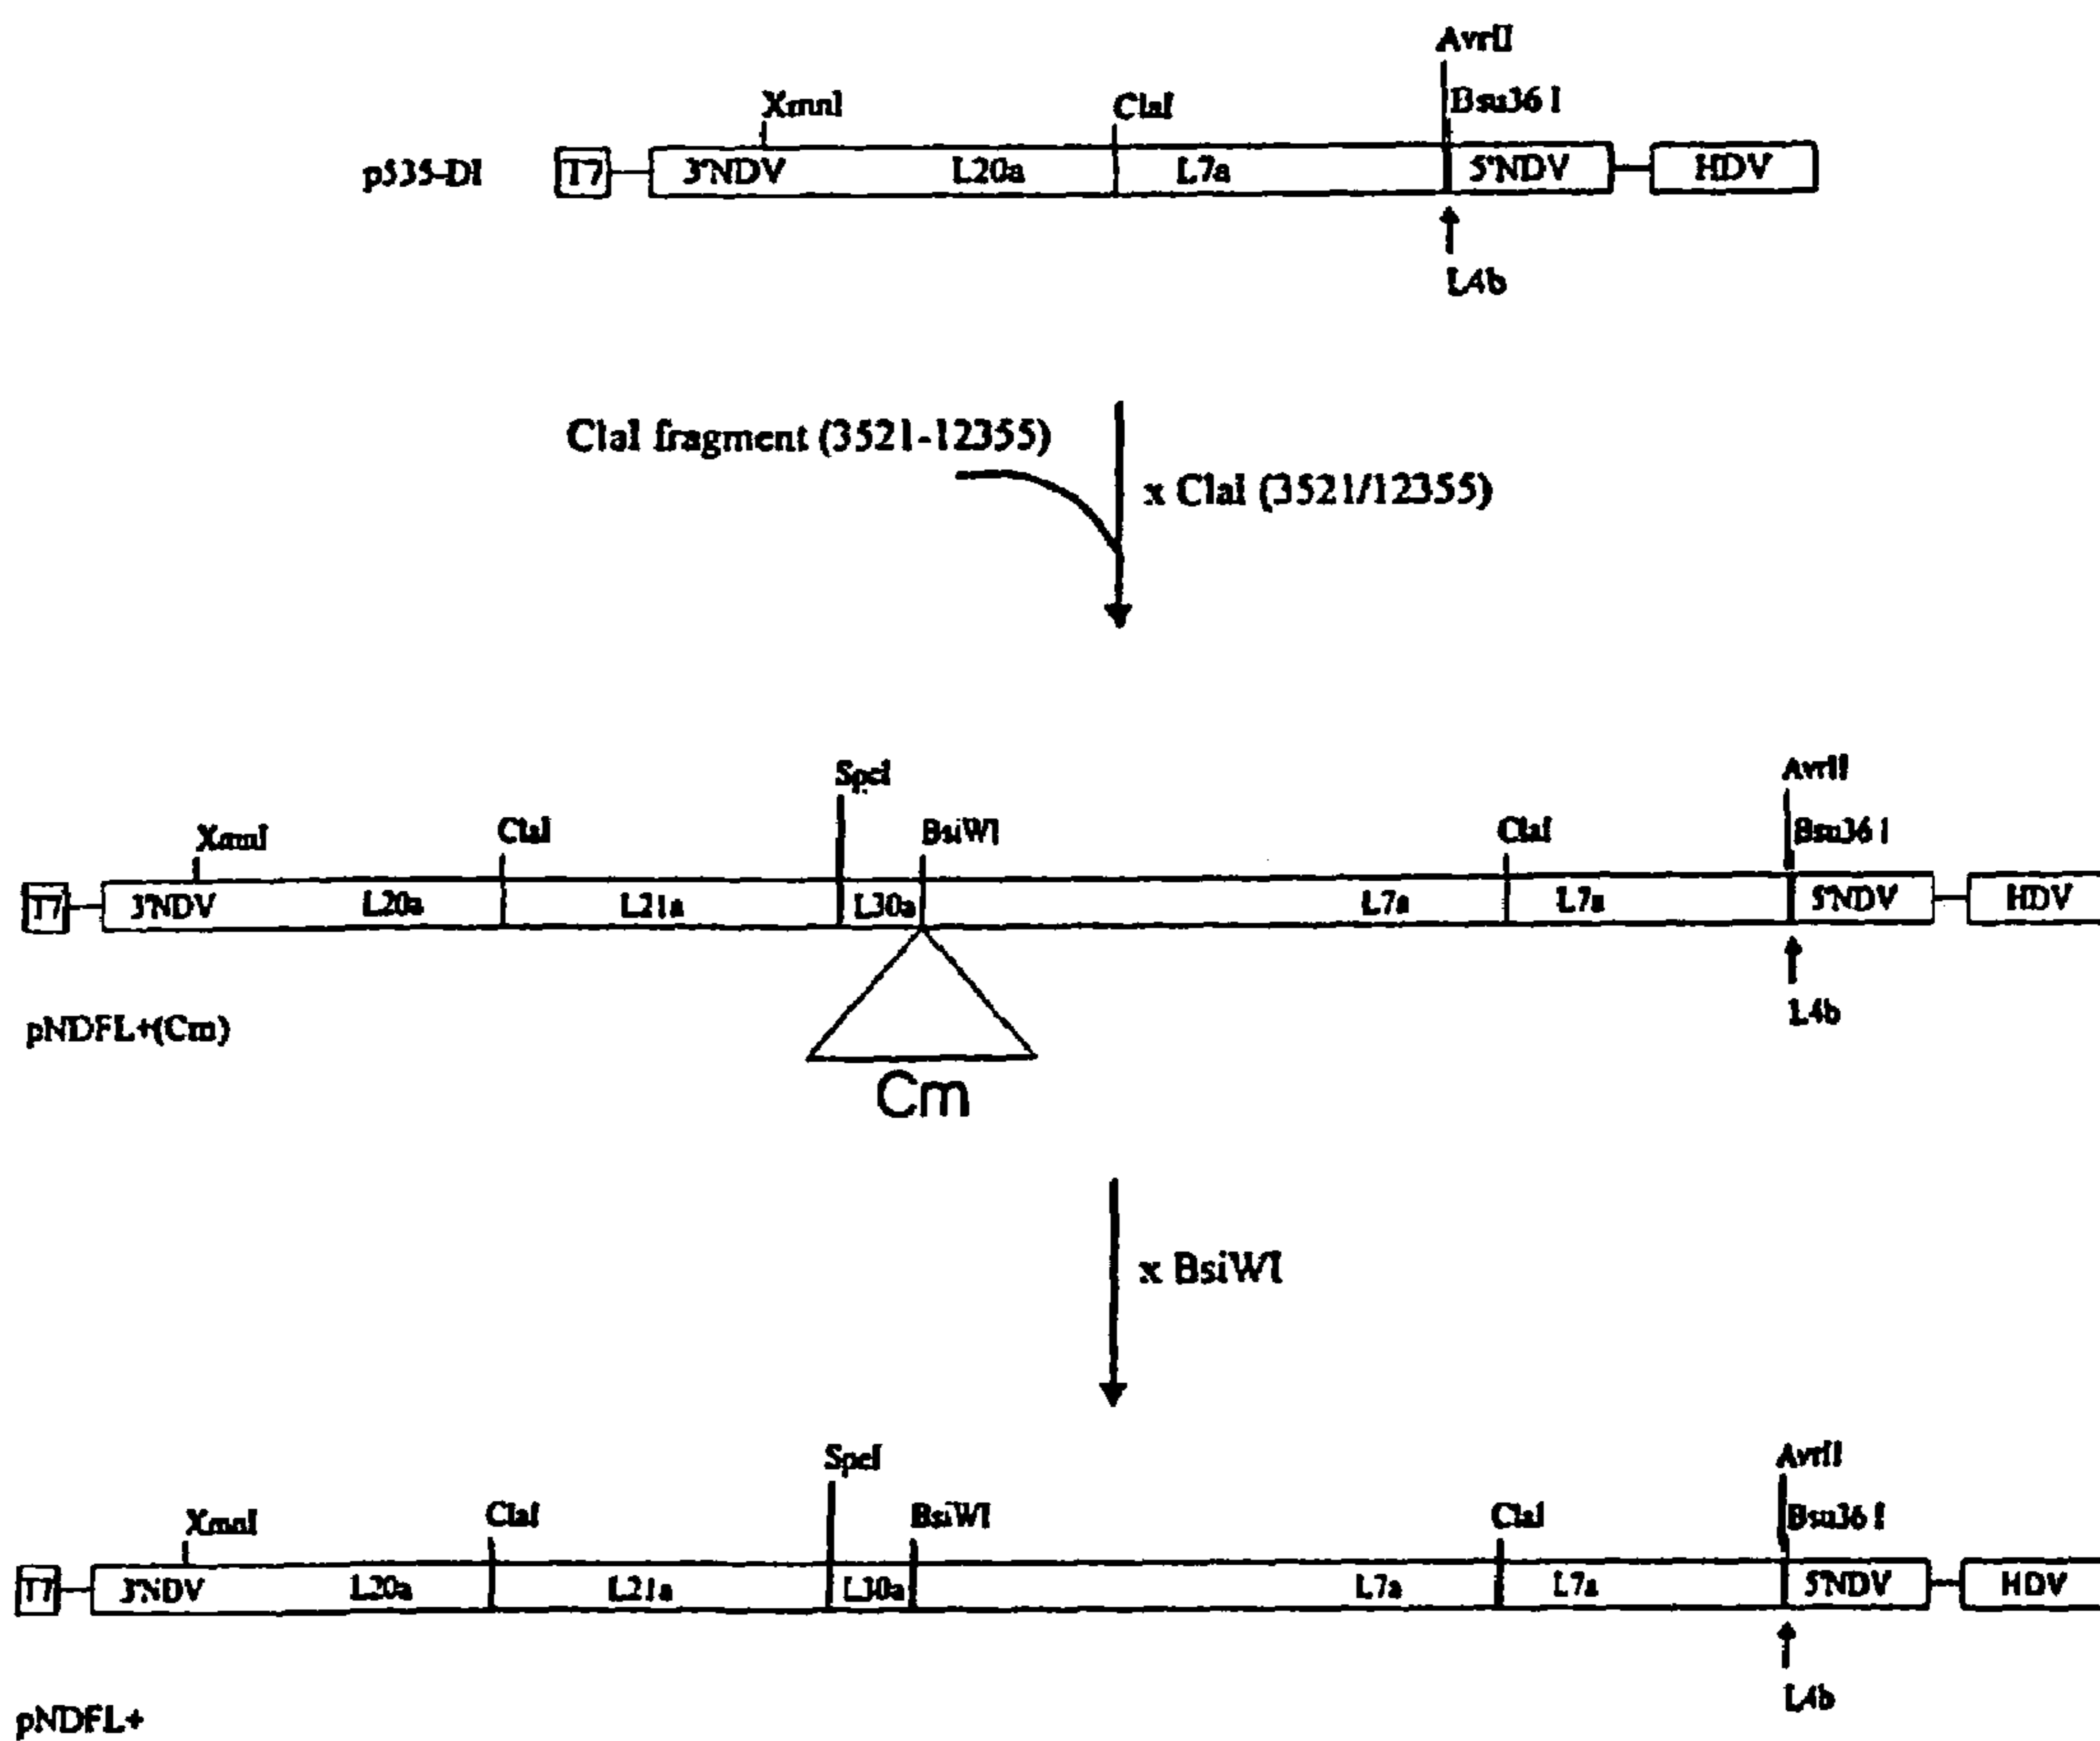 AvrII
XmnI ClaI Bsu36 I
p535-DI T7 3'NDV L20a L7a 5'NDV HDV
L4b
ClaI fragment (3521-12355)
x ClaI (3521/12355)
SpeI AvrII
XmnI ClaI BsiWI ClaI Bsu36 I
T7 3'NDV L20a L21a L30a L7a L7a 5'NDV HDV
pNDFL+(Cm) L4b
Cm
x BsiWI
SpeI AvrII
XmnI ClaI BsiWI ClaI Bsu36 I
T7 3'NDV L20a L21a L30a L7a L7a 5'NDV HDV
L4b
pNDFL+